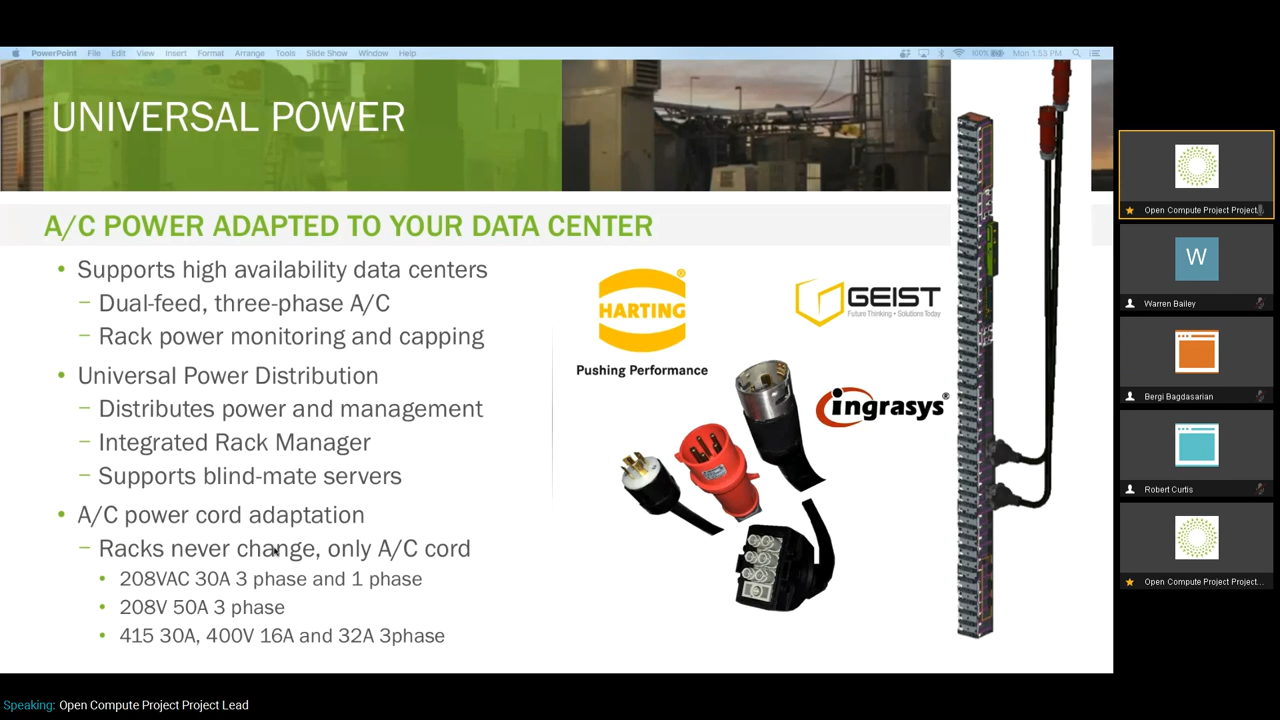 PowerPoint File Edit View Insert Format Arrange Tools Slide Show Window Help 100% Mon 1:53 PM
UNIVERSAL POWER
A/C POWER ADAPTED TO YOUR DATA CENTER
• Supports high availability data centers
– Dual-feed, three-phase A/C
– Rack power monitoring and capping
• Universal Power Distribution
– Distributes power and management
– Integrated Rack Manager
– Supports blind-mate servers
• A/C power cord adaptation
– Racks never change, only A/C cord
• 208VAC 30A 3 phase and 1 phase
• 208V 50A 3 phase
• 415 30A, 400V 16A and 32A 3phase
HARTING
®
Pushing Performance
GEIST
Future Thinking • Solutions Today
ingrasys®
Open Compute Project Project
W
Warren Bailey
Bergi Bagdasarian
Robert Curtis
Open Compute Project Project...
Speaking: Open Compute Project Project Lead